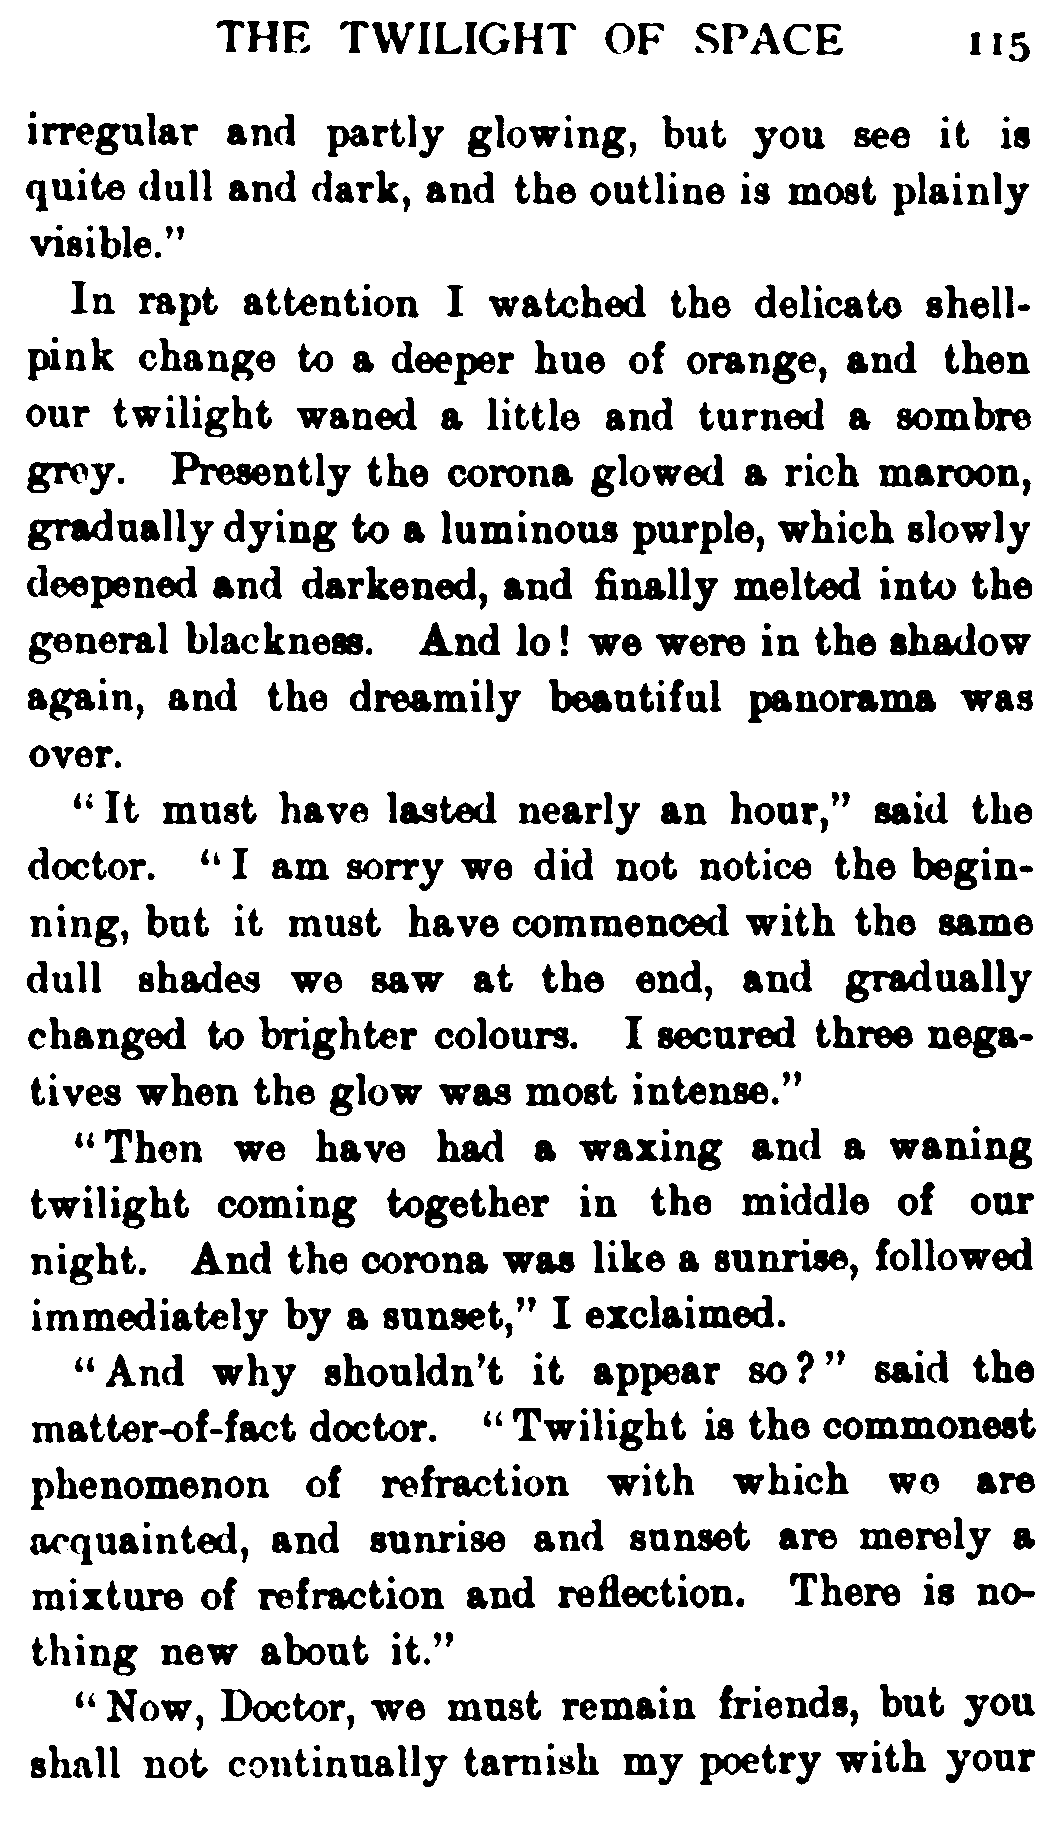 THE TWILIGHT OF SPACE 115
irregular and partly glowing, but you see it is
quite dull and dark, and the outline is most plainly
visible."
In rapt attention I watched the delicate shell-
pink change to a deeper hue of orange, and then
our twilight waned a little and turned a sombre
grey. Presently the corona glowed a rich maroon,
gradually dying to a luminous purple, which slowly
deepened and darkened, and finally melted into the
general blackness. And lo! we were in the shadow
again, and the dreamily beautiful panorama was
over.
"It must have lasted nearly an hour," said the
doctor. "I am sorry we did not notice the begin-
ning, but it must have commenced with the same
dull shades we saw at the end, and gradually
changed to brighter colours. I secured three nega-
tives when the glow was most intense."
"Then we have had a waxing and a waning
twilight coming together in the middle of our
night. And the corona was like a sunrise, followed
immediately by a sunset," I exclaimed.
"And why shouldn't it appear so?" said the
matter-of-fact doctor. "Twilight is the commonest
phenomenon of refraction with which we are
acquainted, and sunrise and sunset are merely a
mixture of refraction and reflection. There is no-
thing new about it."
"Now, Doctor, we must remain friends, but you
shall not continually tarnish my poetry with your